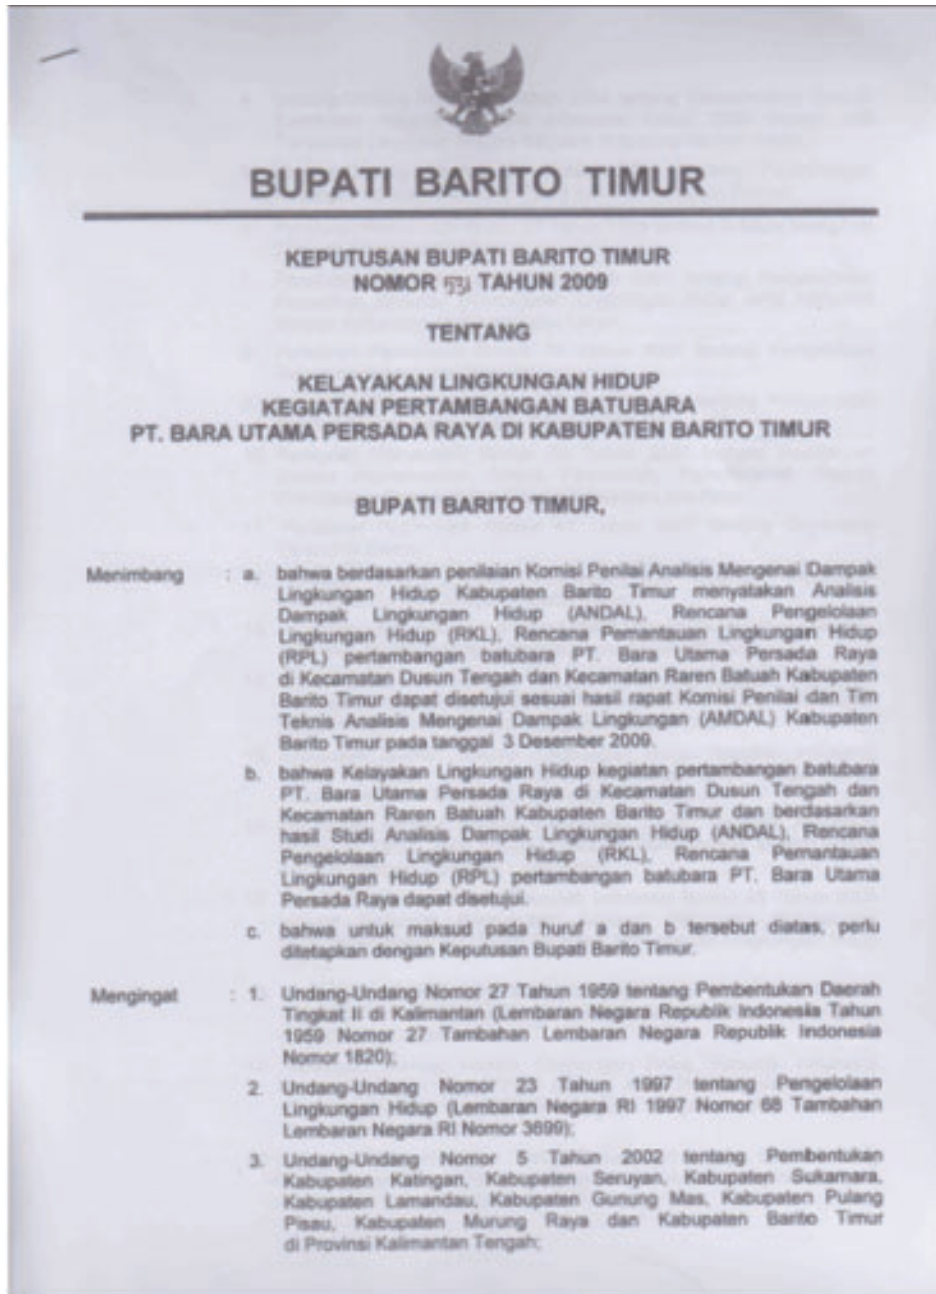 BUPATI BARITO TIMUR
KEPUTUSAN BUPATI BARITO TIMUR
NOMOR 531 TAHUN 2009
TENTANG
KELAYAKAN LINGKUNGAN HIDUP
KEGIATAN PERTAMBANGAN BATUBARA
PT. BARA UTAMA PERSADA RAYA DI KABUPATEN BARITO TIMUR
BUPATI BARITO TIMUR,
Menimbang : a. bahwa berdasarkan penilaian Komisi Penilai Analisis Mengenai Dampak
Lingkungan Hidup Kabupaten Barito Timur menyatakan Analisis
Dampak Lingkungan Hidup (ANDAL), Rencana Pengelolaan
Lingkungan Hidup (RKL), Rencana Pemantauan Lingkungan Hidup
(RPL) pertambangan batubara PT. Bara Utama Persada Raya
di Kecamatan Dusun Tengah dan Kecamatan Raren Batuah Kabupaten
Barito Timur dapat disetujui sesuai hasil rapat Komisi Penilai dan Tim
Teknis Analisis Mengenai Dampak Lingkungan (AMDAL) Kabupaten
Barito Timur pada tanggal 3 Desember 2009.
b. bahwa Kelayakan Lingkungan Hidup kegiatan pertambangan batubara
PT. Bara Utama Persada Raya di Kecamatan Dusun Tengah dan
Kecamatan Raren Batuah Kabupaten Barito Timur dan berdasarkan
hasil Studi Analisis Dampak Lingkungan Hidup (ANDAL), Rencana
Pengelolaan Lingkungan Hidup (RKL), Rencana Pemantauan
Lingkungan Hidup (RPL) pertambangan batubara PT. Bara Utama
Persada Raya dapat disetujui.
c. bahwa untuk maksud pada huruf a dan b tersebut diatas, perlu
ditetapkan dengan Keputusan Bupati Barito Timur.
Mengingat : 1. Undang-Undang Nomor 27 Tahun 1959 tentang Pembentukan Daerah
Tingkat II di Kalimantan (Lembaran Negara Republik Indonesia Tahun
1959 Nomor 27 Tambahan Lembaran Negara Republik Indonesia
Nomor 1820);
2. Undang-Undang Nomor 23 Tahun 1997 tentang Pengelolaan
Lingkungan Hidup (Lembaran Negara RI 1997 Nomor 68 Tambahan
Lembaran Negara RI Nomor 3699);
3. Undang-Undang Nomor 5 Tahun 2002 tentang Pembentukan
Kabupaten Katingan, Kabupaten Seruyan, Kabupaten Sukamara,
Kabupaten Lamandau, Kabupaten Gunung Mas, Kabupaten Pulang
Pisau, Kabupaten Murung Raya dan Kabupaten Barito Timur
di Provinsi Kalimantan Tengah;